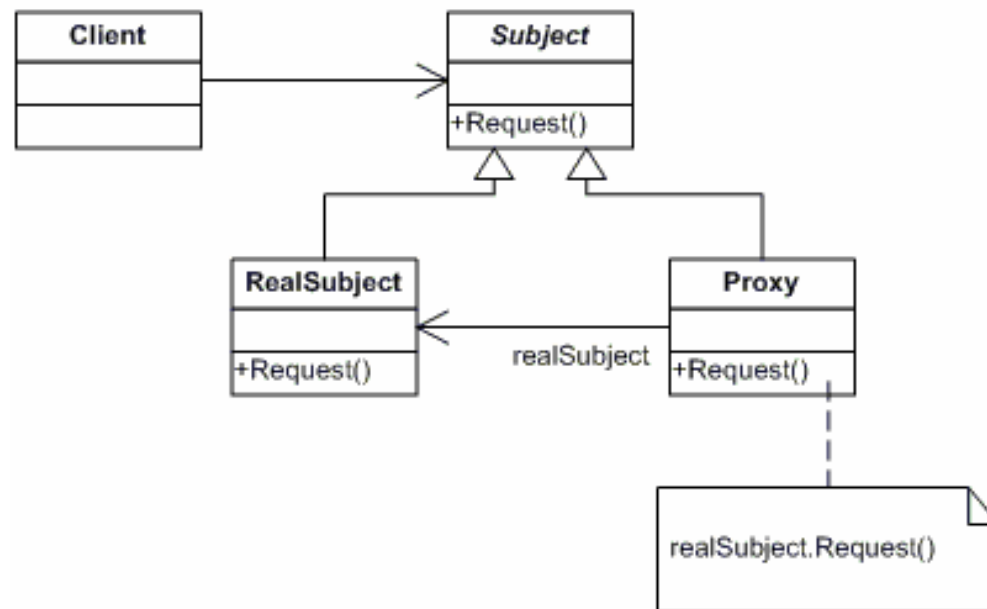 Client
Subject
+Request()
RealSubject
+Request()
realSubject
Proxy
+Request()
realSubject.Request()